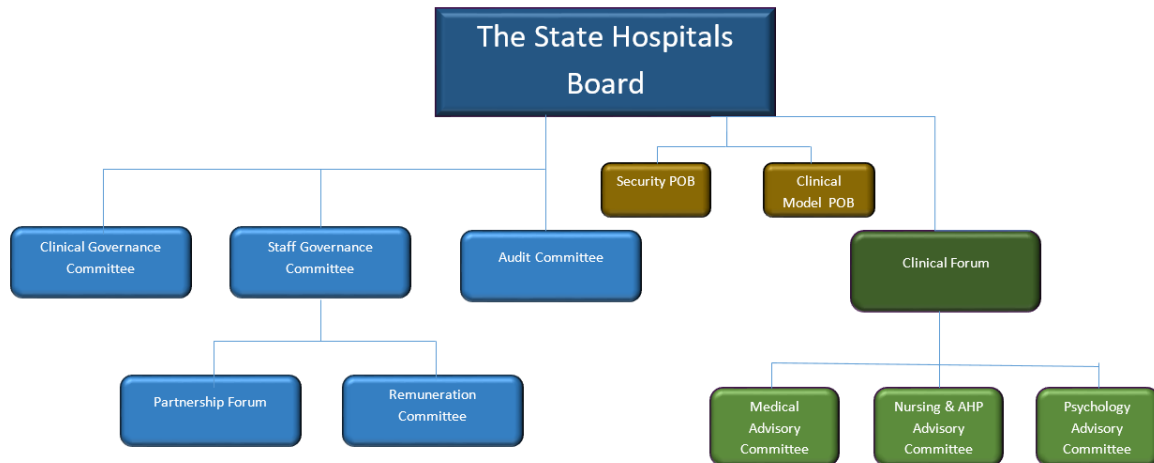 The State Hospitals
Board
Security POB
Clinical
Model POB
Clinical Governance
Committee
Staff Governance
Committee
Audit Committee
Clinical Forum
Partnership Forum
Remuneration
Committee
Medical
Advisory
Committee
Nursing & AHP
Advisory
Committee
Psychology
Advisory
Committee